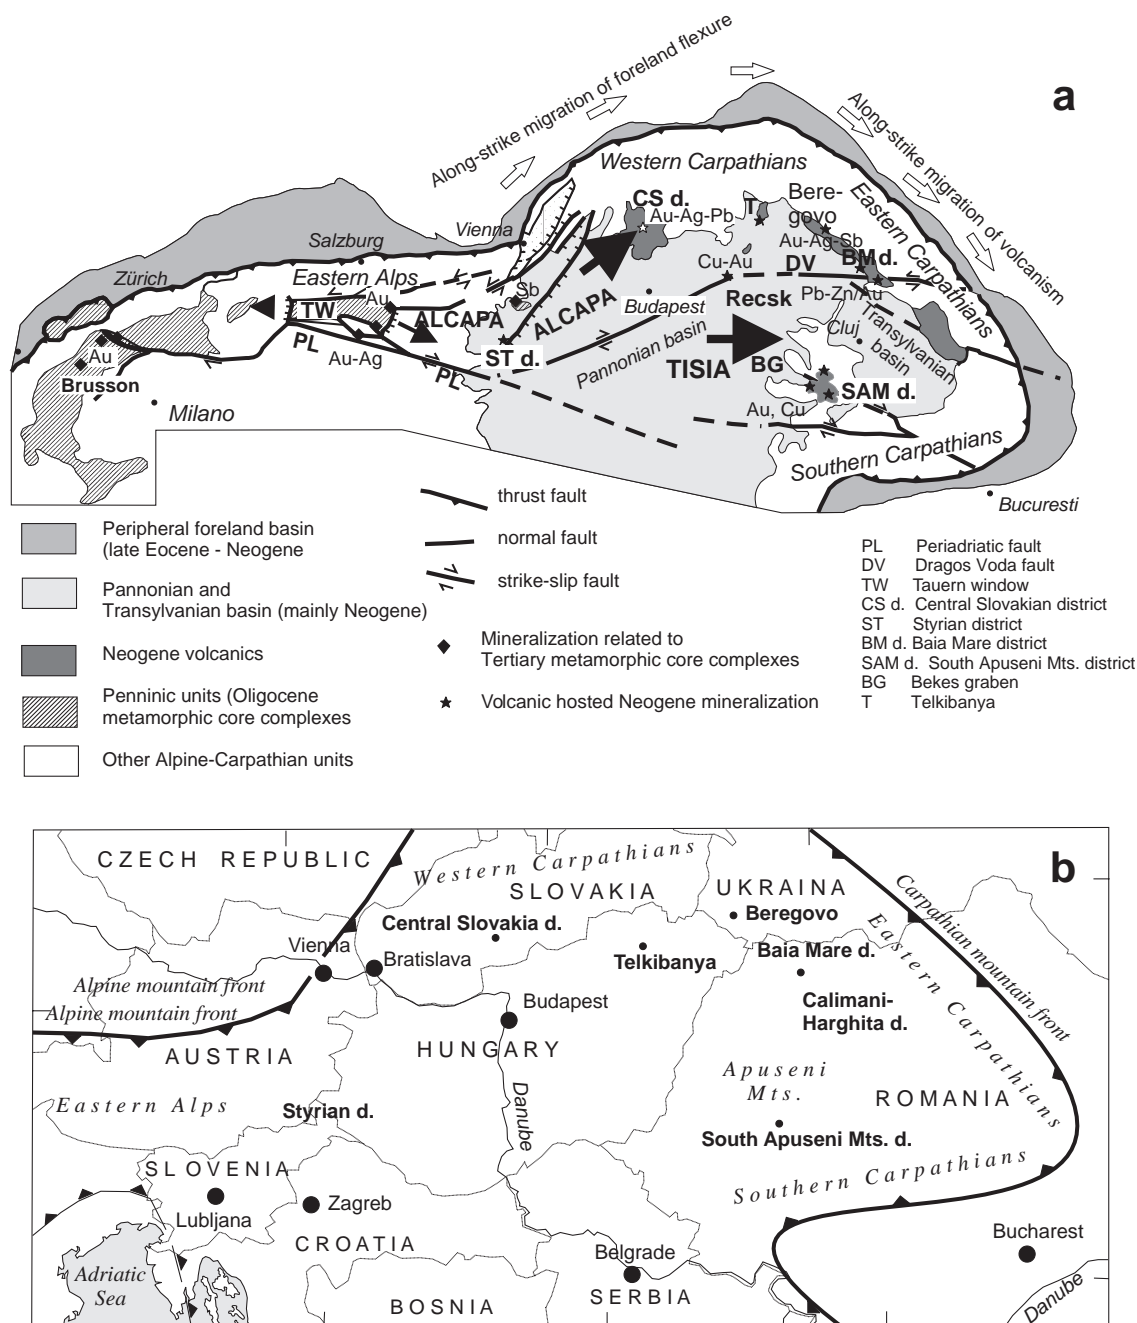 a
Along-strike migration of foreland flexure
Along-strike
migration of volcanism
Western Carpathians
Eastern Carpathians
CS d.
Au-Ag-Pb
T
Bere-
govo
Au-Ag-Sb
BM d.
Vienna
Salzburg
Zürich
Eastern Alps
Cu-Au
DV
Pb-Zn/Au
Sb
Au
TW
ALCAPA
ALCAPA
Budapest
Recsk
Transylvanian
basin
Cluj
PL
Au-Ag
ST d.
PL
Pannonian basin
TISIA
BG
SAM d.
Au
Brusson
Milano
Au, Cu
Southern Carpathians
Bucuresti
Peripheral foreland basin
(late Eocene - Neogene
Pannonian and
Transylvanian basin (mainly Neogene)
Neogene volcanics
Penninic units (Oligocene
metamorphic core complexes
Other Alpine-Carpathian units
thrust fault
normal fault
strike-slip fault
Mineralization related to
Tertiary metamorphic core complexes
Volcanic hosted Neogene mineralization
PL Periadriatic fault
DV Dragos Voda fault
TW Tauern window
CS d. Central Slovakian district
ST Styrian district
BM d. Baia Mare district
SAM d. South Apuseni Mts. district
BG Bekes graben
T Telkibanya
b
CZECH REPUBLIC
Western Carpathians
SLOVAKIA
UKRAINA
Carpathian mountain front
Central Slovakia d.
Beregovo
Eastern Carpathians
Vienna
Bratislava
Telkibanya
Baia Mare d.
Alpine mountain front
Alpine mountain front
Budapest
Calimani-
Harghita d.
AUSTRIA
HUNGARY
Apuseni
Mts.
ROMANIA
Eastern Alps
Styrian d.
Danube
South Apuseni Mts. d.
SLOVENIA
Southern Carpathians
Lubljana
Zagreb
CROATIA
Bucharest
Belgrade
Adriatic
Sea
SERBIA
BOSNIA
Danube